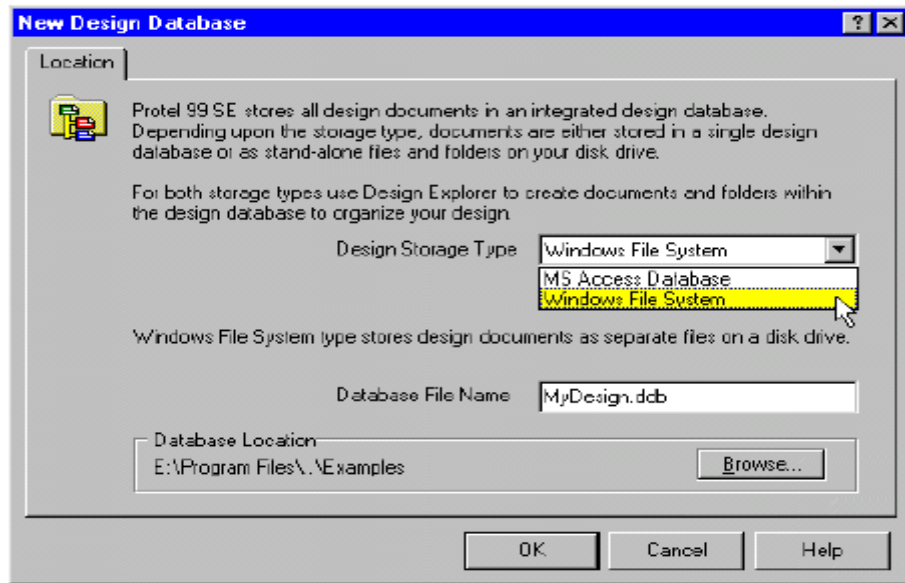 New Design Database
Location
Protel 99 SE stores all design documents in an integrated design database.
Depending upon the storage type, documents are either stored in a single design
database or as stand-alone files and folders on your disk drive.
For both storage types use Design Explorer to create documents and folders within
the design database to organize your design.
Design Storage Type Windows File System
MS Access Database
Windows File System
Windows File System type stores design documents as separate files on a disk drive.
Database File Name MyDesign.ddb
Database Location
E:\Program Files\..\Examples Browse...
OK Cancel Help